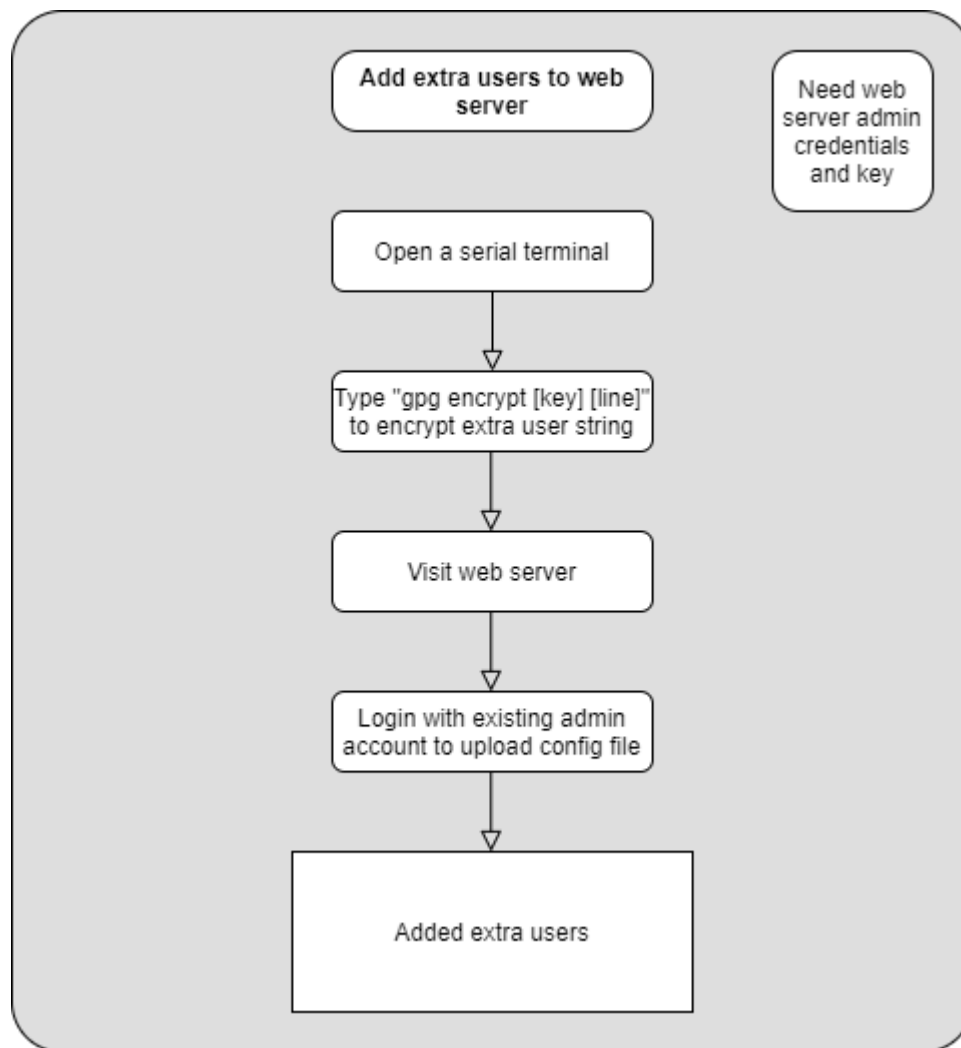 Add extra users to web
server
Need web
server admin
credentials
and key
Open a serial terminal
Type "gpg encrypt [key] [line]"
to encrypt extra user string
Visit web server
Login with existing admin
account to upload config file
Added extra users